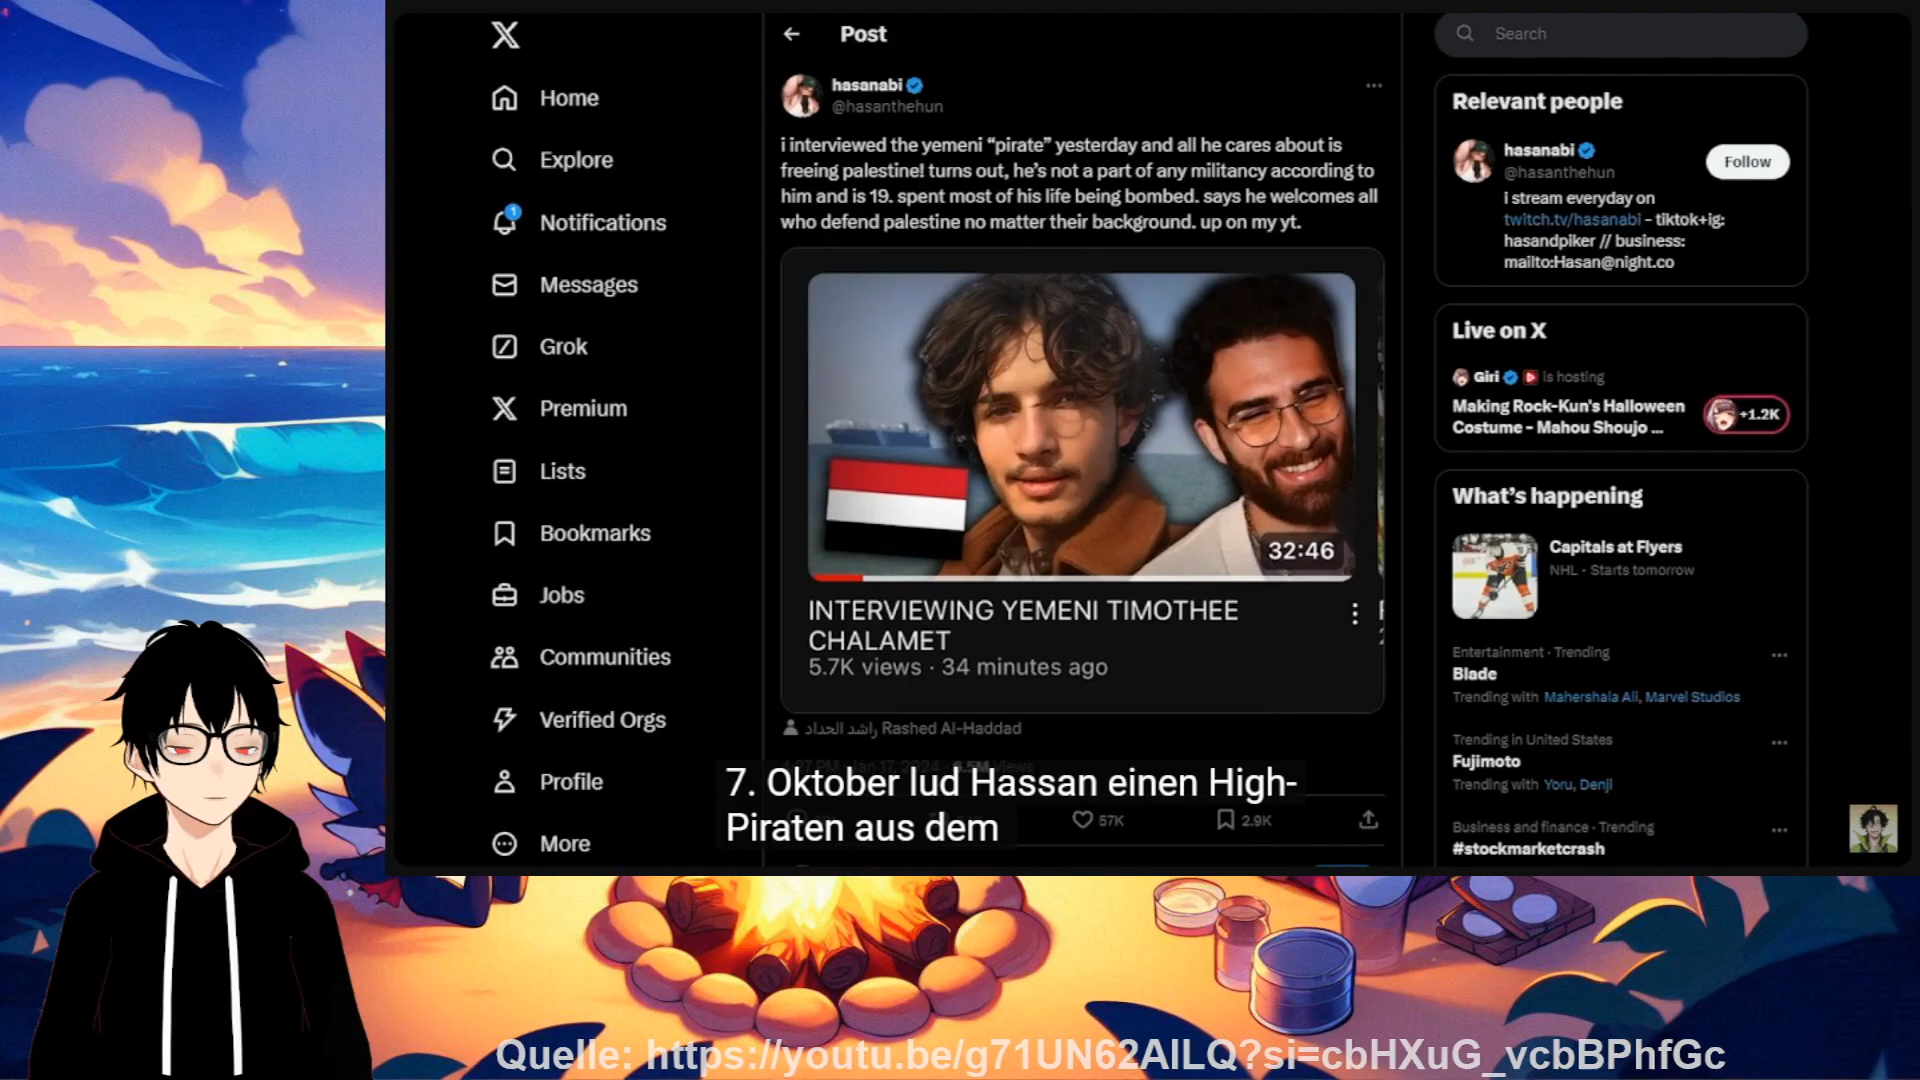 Home
Explore
1
Notifications
Messages
Grok
Premium
Lists
Bookmarks
Jobs
Communities
Verified Orgs
Profile
More
Post
hasanabi
@hasanthehun
i interviewed the yemeni “pirate” yesterday and all he cares about is
freeing palestine! turns out, he’s not a part of any militancy according to
him and is 19. spent most of his life being bombed. says he welcomes all
who defend palestine no matter their background. up on my yt.
32:46
INTERVIEWING YEMENI TIMOTHEE
CHALAMET
5.7K views · 34 minutes ago
راشد الحداد Rashed Al-Haddad
7. Oktober lud Hassan einen High-
Piraten aus dem
57K
2.9K
Search
Relevant people
hasanabi
@hasanthehun
Follow
i stream everyday on
twitch.tv/hasanabi - tiktok+ig:
hasandpiker // business:
mailto:Hasan@night.co
Live on X
Giri is hosting
Making Rock-Kun's Halloween
Costume - Mahou Shoujo ...
+1.2K
What’s happening
Capitals at Flyers
NHL · Starts tomorrow
Entertainment · Trending
Blade
Trending with Mahershala Ali, Marvel Studios
Trending in United States
Fujimoto
Trending with Yoru, Denji
Business and finance · Trending
#stockmarketcrash
Quelle: https://youtu.be/g71UN62AILQ?si=cbHXuG_vcbBPhfGc